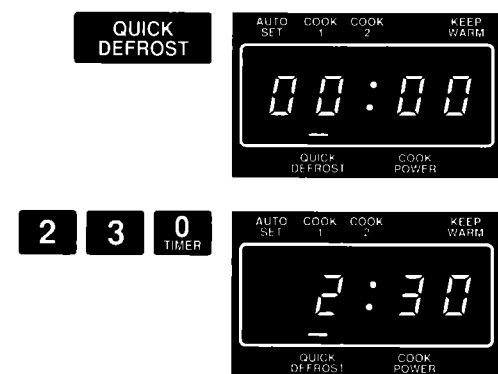 QUICK
DEFROST
AUTO COOK COOK KEEP
SET 1 2 WARM
00:00
QUICK COOK
DEFROST POWER
2 3 0
TIMER
AUTO COOK COOK KEEP
SET 1 2 WARM
2:30
QUICK COOK
DEFROST POWER